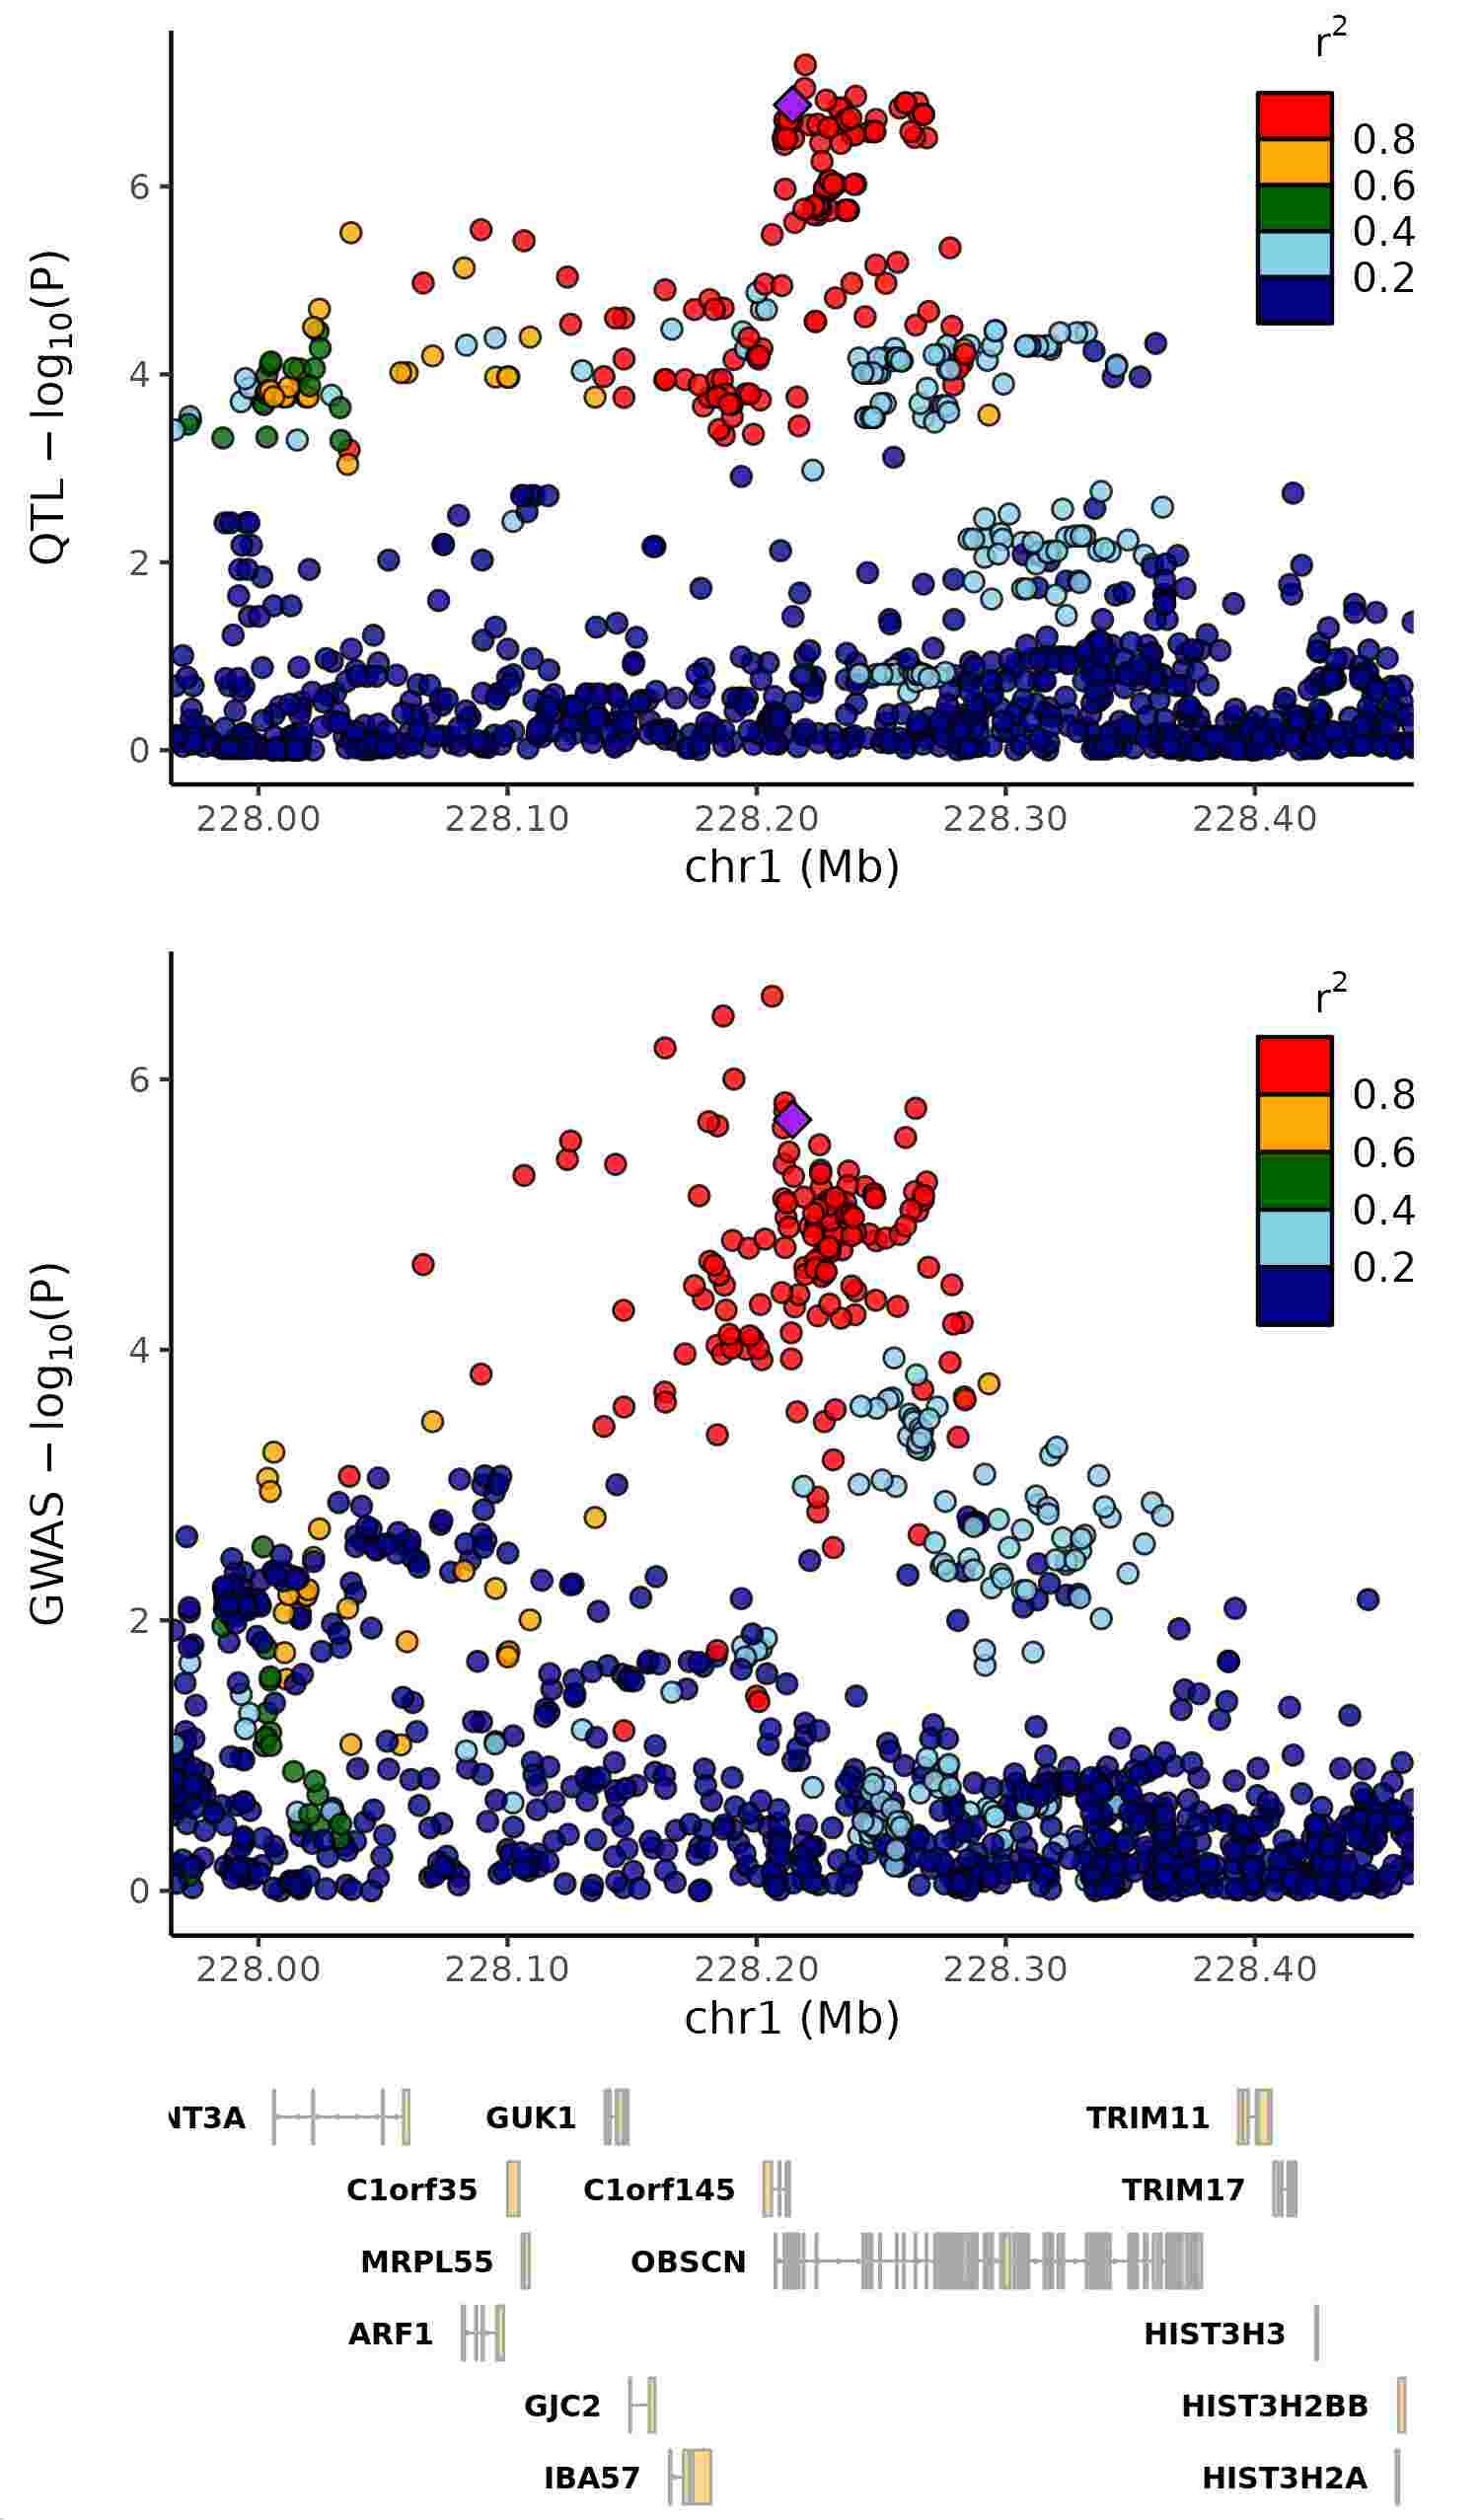 r2
0.8
0.6
0.4
0.2
6
4
2
0
QTL −log10(P)
228.00 228.10 228.20 228.30 228.40
chr1 (Mb)
r2
0.8
0.6
0.4
0.2
6
4
2
0
GWAS −log10(P)
228.00 228.10 228.20 228.30 228.40
chr1 (Mb)
NT3A GUK1 TRIM11
C1orf35 C1orf145 TRIM17
MRPL55 OBSCN
ARF1 HIST3H3
GJC2 HIST3H2BB
IBA57 HIST3H2A